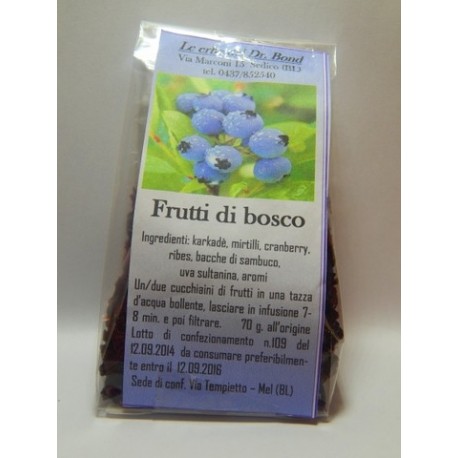 Le erbe del Dr. Bond
Via Marconi 15 Sedico (BL)
tel. 0437/852540
Frutti di bosco
Ingredienti: karkadè, mirtilli, cranberry,
ribes, bacche di sambuco,
uva sultanina, aromi
Un/due cucchiaini di frutti in una tazza
d'acqua bollente, lasciare in infusione 7-
8 min. e poi filtrare. 70 g. all'origine
Lotto di confezionamento n.109 del
12.09.2014 da consumare preferibilmen-
te entro il 12.09.2016
Sede di conf. Via Tempietto – Mel (BL)